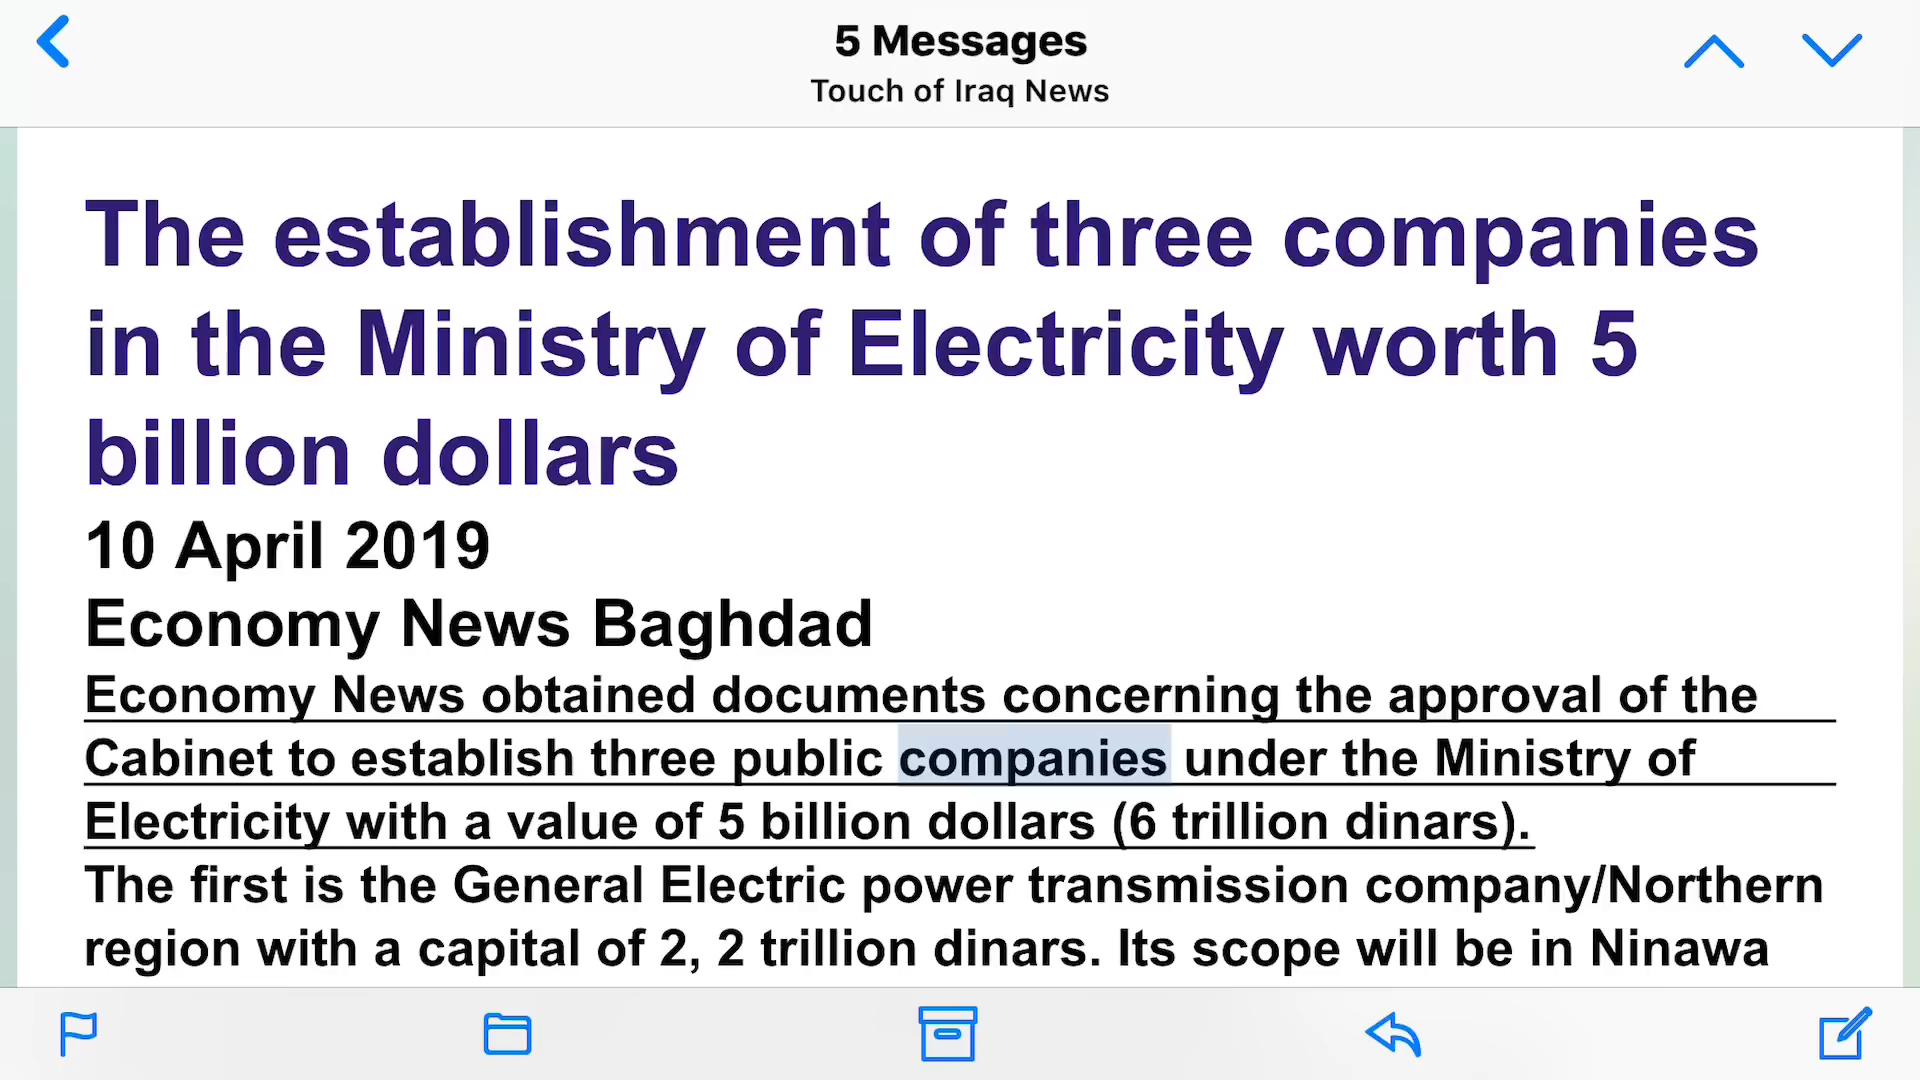 5 Messages
Touch of Iraq News
The establishment of three companies
in the Ministry of Electricity worth 5
billion dollars
10 April 2019
Economy News Baghdad
Economy News obtained documents concerning the approval of the
Cabinet to establish three public companies under the Ministry of
Electricity with a value of 5 billion dollars (6 trillion dinars).
The first is the General Electric power transmission company/Northern
region with a capital of 2, 2 trillion dinars. Its scope will be in Ninawa